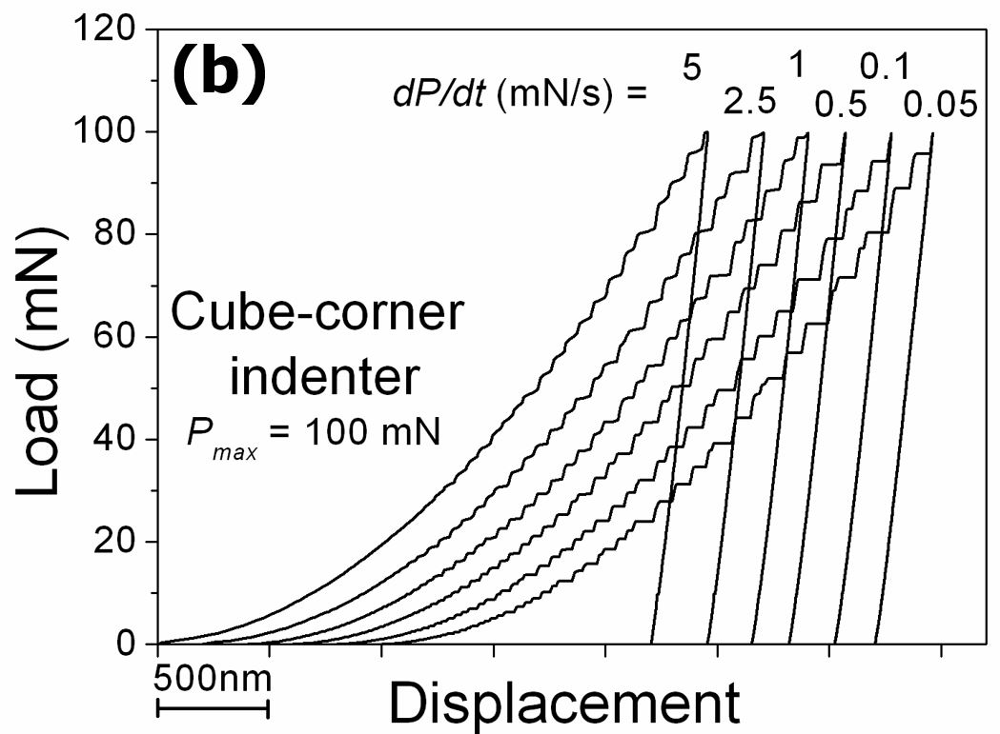 120
(b)
5 1 0.1
dP/dt (mN/s) = 2.5 0.5 0.05
100
80
Cube-corner
60
indenter
Pmax = 100 mN
40
20
0
Load (mN)
500nm
Displacement